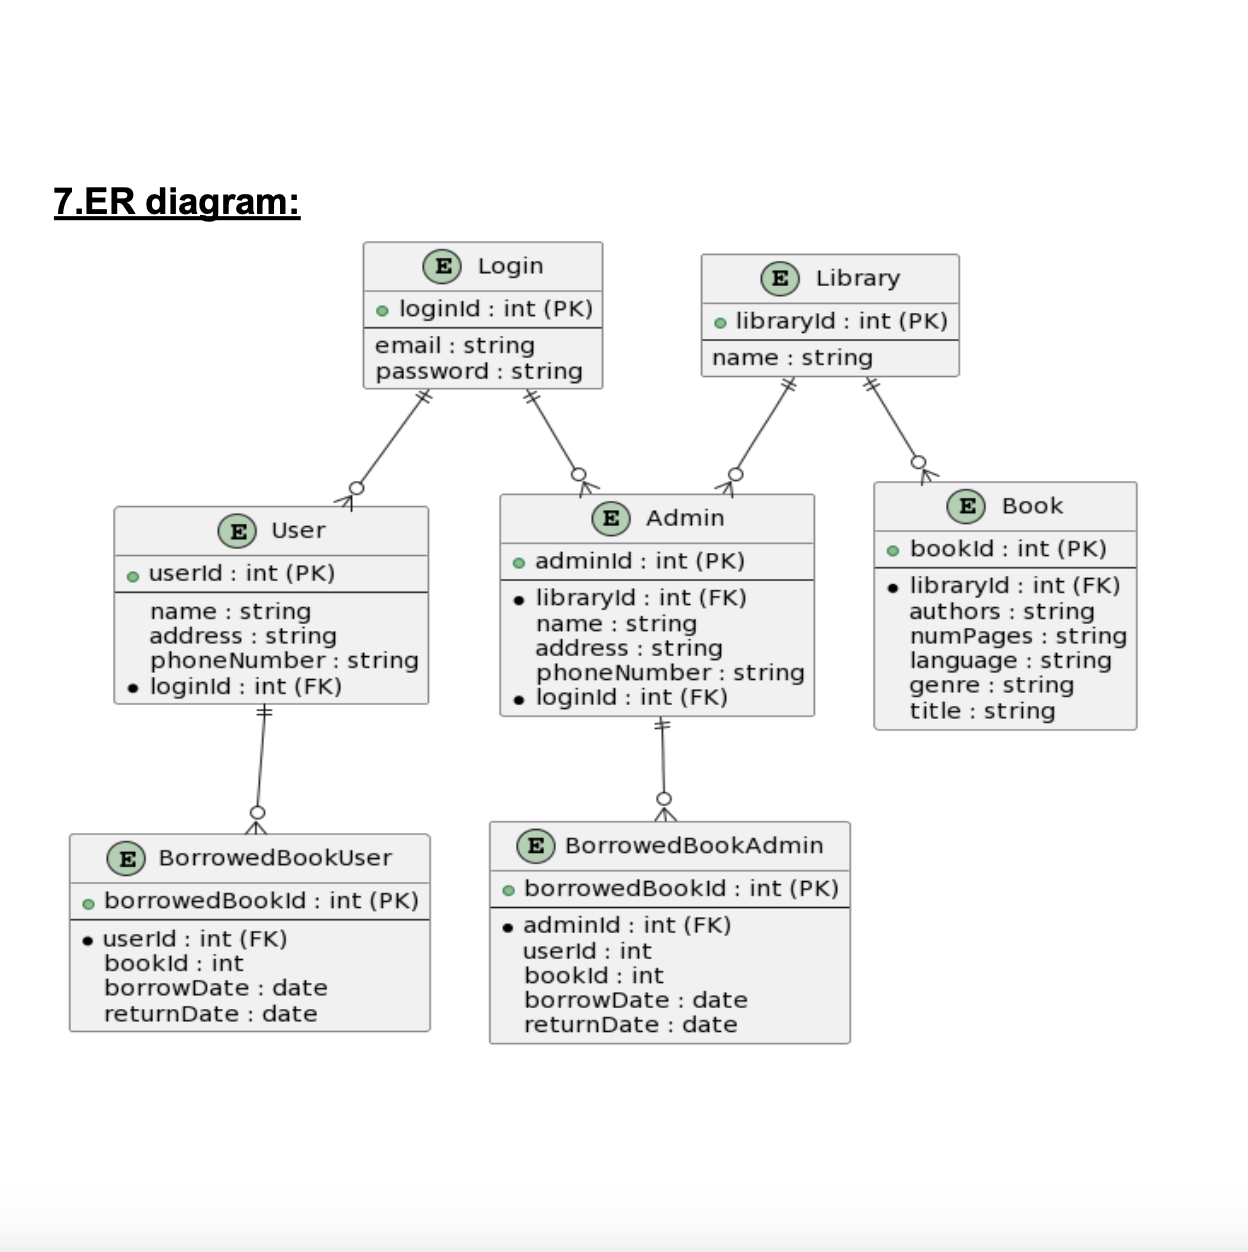 7.ER diagram:
E Login
loginId : int (PK)
email : string
password : string
E Library
libraryId : int (PK)
name : string
E User
userId : int (PK)
name : string
address : string
phoneNumber : string
loginId : int (FK)
E Admin
adminId : int (PK)
libraryId : int (FK)
name : string
address : string
phoneNumber : string
loginId : int (FK)
E Book
bookId : int (PK)
libraryId : int (FK)
authors : string
numPages : string
language : string
genre : string
title : string
E BorrowedBookUser
borrowedBookId : int (PK)
userId : int (FK)
bookId : int
borrowDate : date
returnDate : date
E BorrowedBookAdmin
borrowedBookId : int (PK)
adminId : int (FK)
userId : int
bookId : int
borrowDate : date
returnDate : date